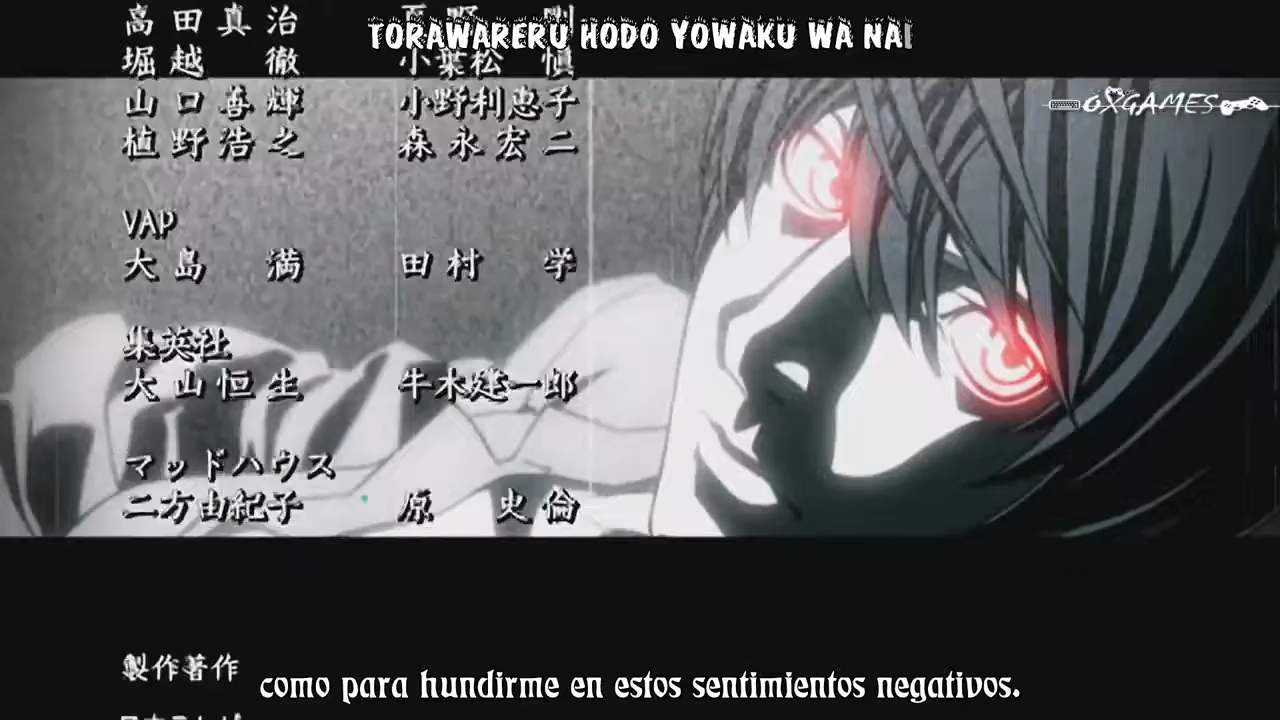 TORAWARERU HODO YOWAKU WA NAI
高田真治
堀越 徹 小葉松 慎
OXGAMES
山口善輝 小野利恵子
植野浩之 森永宏二
VAP
大島 満 田村 学
集英社
大山恒生 牛木建一郎
マッドハウス
二方由紀子 原 史倫
製作著作
como para hundirme en estos sentimientos negativos.